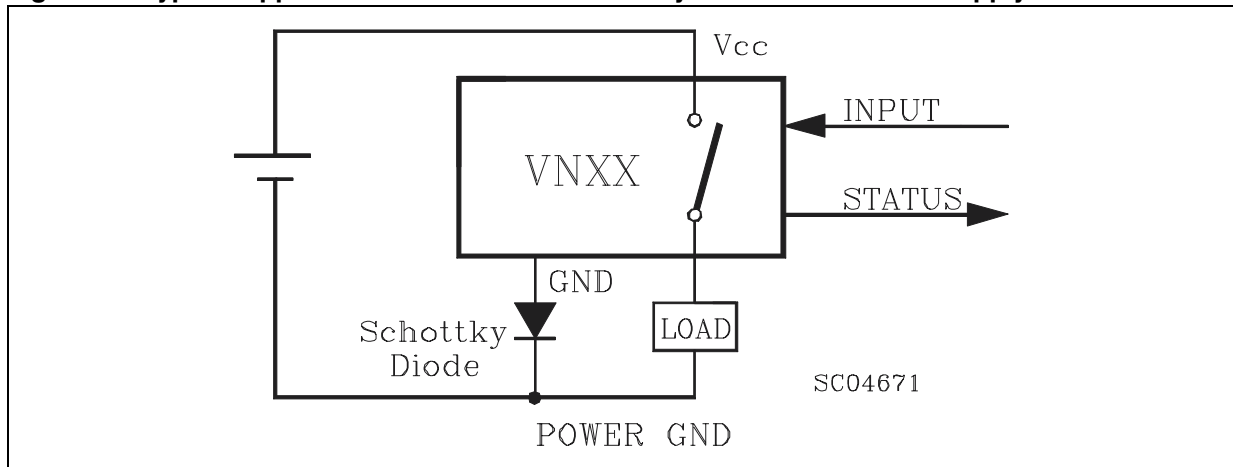 Vcc
INPUT
VNXX
STATUS
GND
Schottky
Diode
LOAD
SC04671
POWER GND